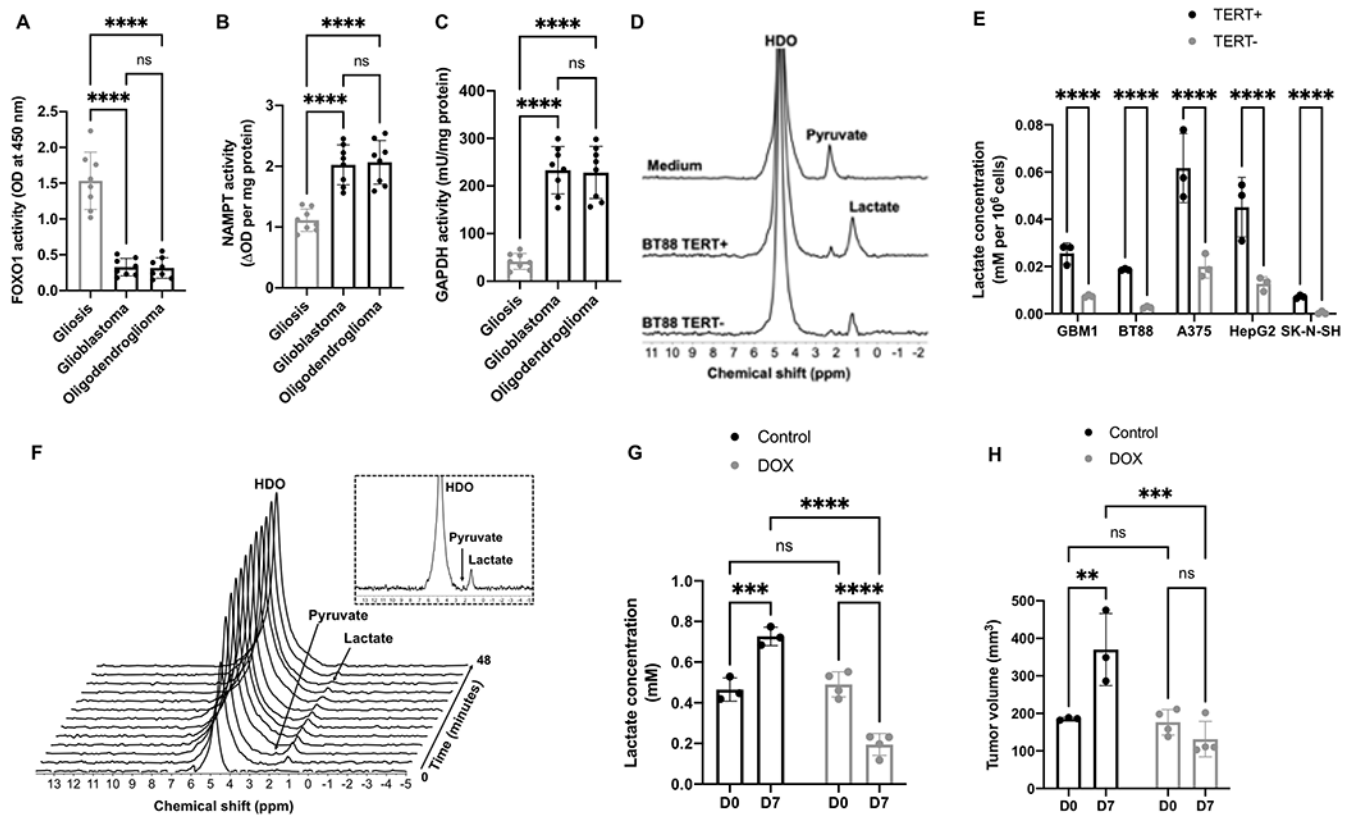 A
****
ns
****
FOXO1 activity (OD at 450 nm)
2.5
2.0
1.5
1.0
0.5
0.0
Gliosis
Glioblastoma
Oligodendroglioma
B
****
ns
****
NAMPT activity
(ΔOD per mg protein)
3
2
1
0
Gliosis
Glioblastoma
Oligodendroglioma
C
****
ns
****
GAPDH activity (mU/mg protein)
400
300
200
100
0
Gliosis
Glioblastoma
Oligodendroglioma
D
HDO
Pyruvate
Medium
Lactate
BT88 TERT+
BT88 TERT-
11 10 9 8 7 6 5 4 3 2 1 0 -1 -2
Chemical shift (ppm)
E
TERT+
TERT-
**** **** **** **** ****
Lactate concentration
(mM per 10⁶ cells)
0.08
0.06
0.04
0.02
0.00
GBM1 BT88 A375 HepG2 SK-N-SH
F
HDO
HDO
Pyruvate
Lactate
Pyruvate
Lactate
48
Time (minutes)
0
13 12 11 10 9 8 7 6 5 4 3 2 1 0 -1 -2 -3 -4 -5
Chemical shift (ppm)
G
Control
DOX
****
ns
*** ****
Lactate concentration
(mM)
1.0
0.8
0.6
0.4
0.2
0.0
D0 D7 D0 D7
H
Control
DOX
***
ns
** ns
Tumor volume (mm³)
500
400
300
200
100
0
D0 D7 D0 D7